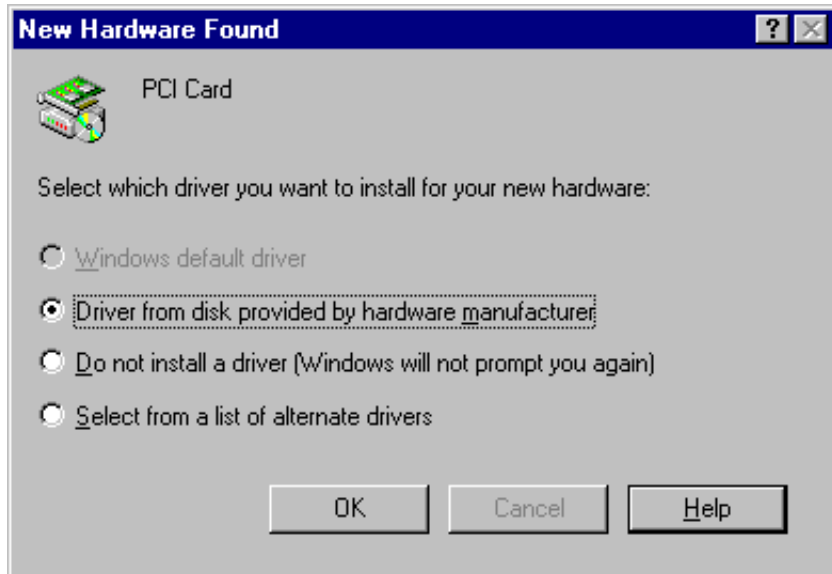 New Hardware Found
PCI Card
Select which driver you want to install for your new hardware:
Windows default driver
Driver from disk provided by hardware manufacturer
Do not install a driver (Windows will not prompt you again)
Select from a list of alternate drivers
OK Cancel Help